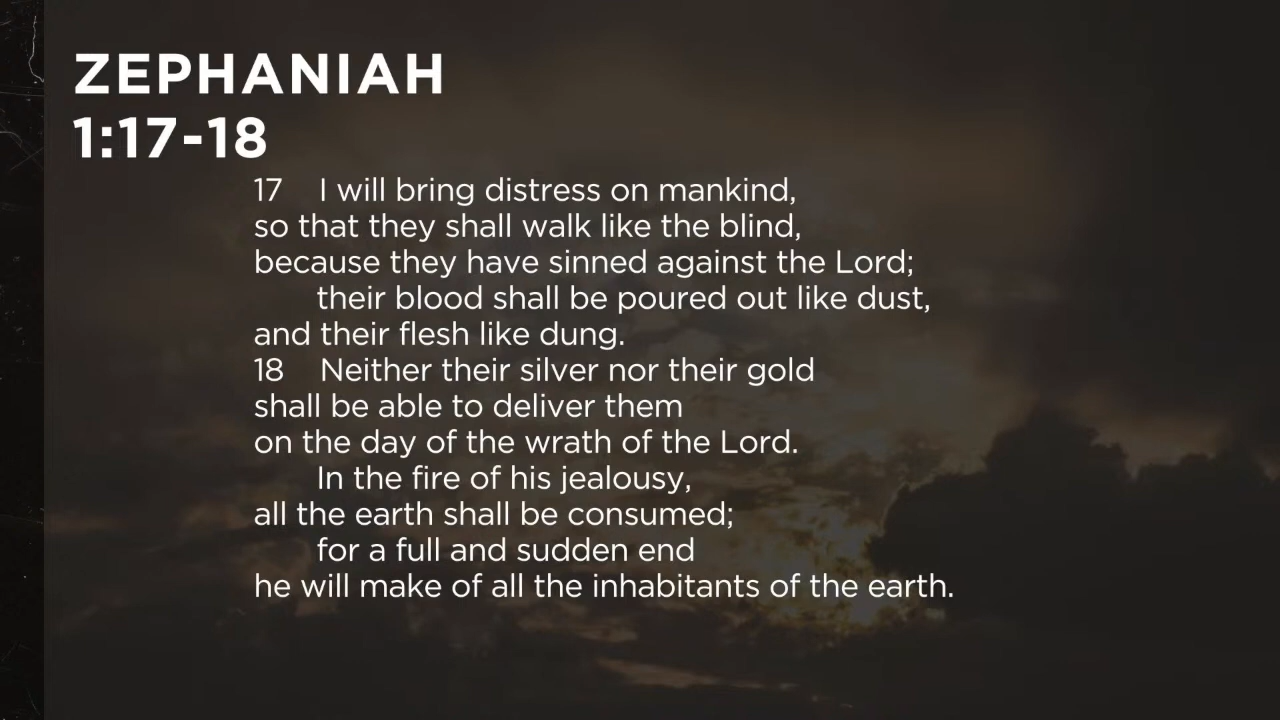 ZEPHANIAH
1:17-18
17 I will bring distress on mankind,
so that they shall walk like the blind,
because they have sinned against the Lord;
their blood shall be poured out like dust,
and their flesh like dung.
18 Neither their silver nor their gold
shall be able to deliver them
on the day of the wrath of the Lord.
In the fire of his jealousy,
all the earth shall be consumed;
for a full and sudden end
he will make of all the inhabitants of the earth.